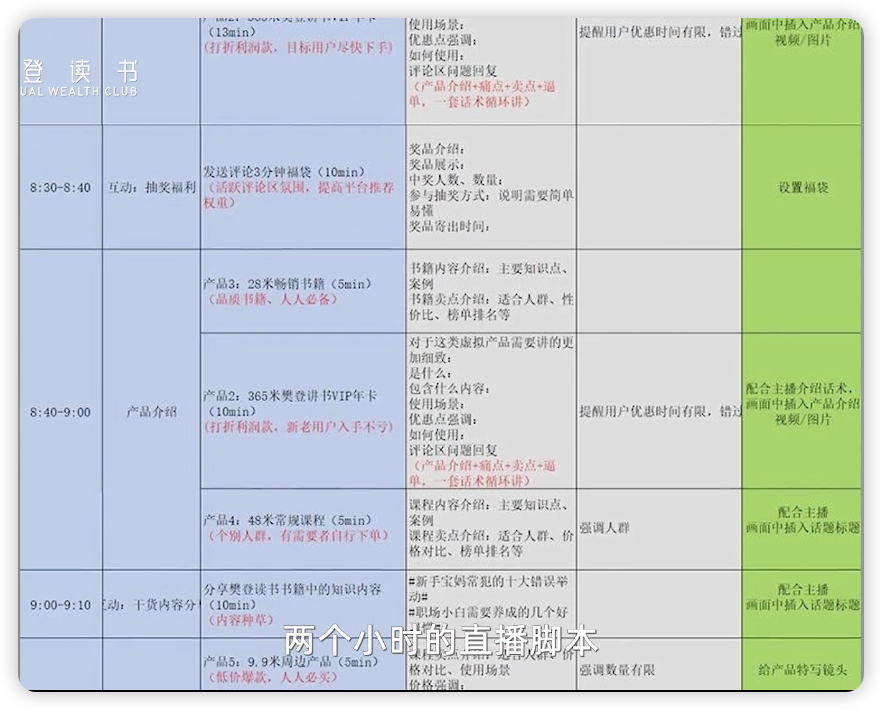 (13min)
(打折利润款，目标用户尽快下手)
使用场景：
优惠点强调：
如何使用：
评论区问题回复
（产品介绍+痛点+卖点+逼
单，一套话术循环讲）
提醒用户优惠时间有限，错过
画面中插入产品介绍
视频/图片
登读书
UAL WEALTH CLUB
8:30-8:40
互动：抽奖福利
发送评论3分钟福袋（10min）
（活跃评论区氛围，提高平台推荐
权重）
奖品介绍：
奖品展示：
中奖人数、数量：
参与抽奖方式：说明需要简单
易懂
奖品寄出时间：
设置福袋
8:40-9:00
产品介绍
产品3：28米畅销书籍（5min）
（品质书籍、人人必备）
书籍内容介绍：主要知识点、
案例
书籍卖点介绍：适合人群、性
价比、榜单排名等
产品2：365米樊登讲书VIP年卡
（10min）
(打折利润款，新老用户入手不亏)
对于这类虚拟产品需要讲的更
加细致：
是什么：
包含什么内容：
使用场景：
优惠点强调：
如何使用：
评论区问题回复
（产品介绍+痛点+卖点+逼
单，一套话术循环讲）
提醒用户优惠时间有限，错过
配合主播介绍话术，
画面中插入产品介绍
视频/图片
产品4：48米常规课程（5min）
（个别人群，有需要者自行下单）
课程内容介绍：主要知识点、
案例
课程卖点介绍：适合人群、价
格对比、榜单排名等
强调人群
配合主播
画面中插入话题标题
9:00-9:10
互动：干货内容分
分享樊登读书书籍中的知识内容
（10min）
（内容种草）
#新手宝妈常犯的十大错误举
动#
#职场小白需要养成的几个好
配合主播
画面中插入话题标题
产品5：9.9米周边产品（5min）
（低价爆款，人人必买）
格对比、使用场景
价格强调：
强调数量有限
给产品特写镜头
两个小时的直播脚本